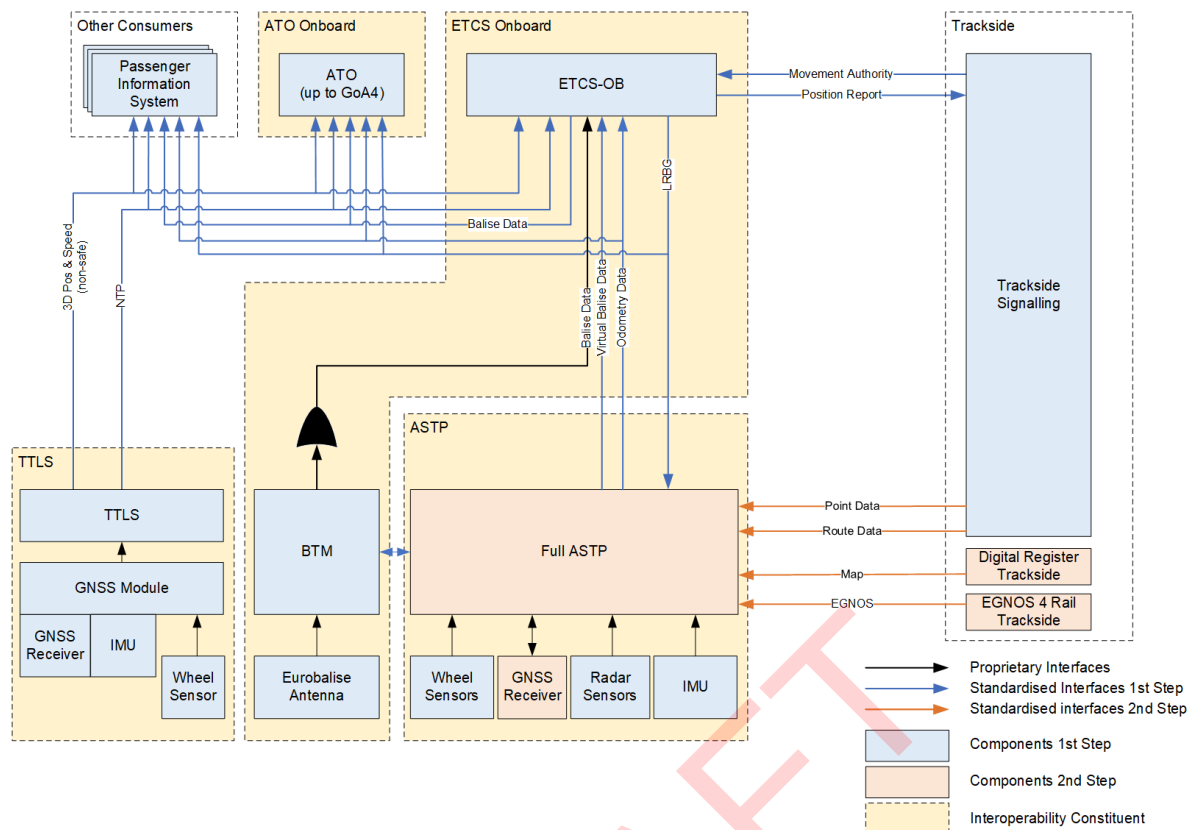 Other Consumers
Passenger
Information
System
ATO Onboard
ATO
(up to GoA4)
ETCS Onboard
ETCS-OB
Trackside
Movement Authority
Position Report
Trackside
Signalling
LRBG
Balise Data
3D Pos & Speed
(non-safe)
NTP
Balise Data
Virtual Balise Data
Odometry Data
TTLS
TTLS
GNSS Module
GNSS
Receiver
IMU
Wheel
Sensor
BTM
Eurobalise
Antenna
ASTP
Full ASTP
Wheel
Sensors
GNSS
Receiver
Radar
Sensors
IMU
Point Data
Route Data
Map
EGNOS
Digital Register
Trackside
EGNOS 4 Rail
Trackside
Proprietary Interfaces
Standardised Interfaces 1st Step
Standardised interfaces 2nd Step
Components 1st Step
Components 2nd Step
Interoperability Constituent